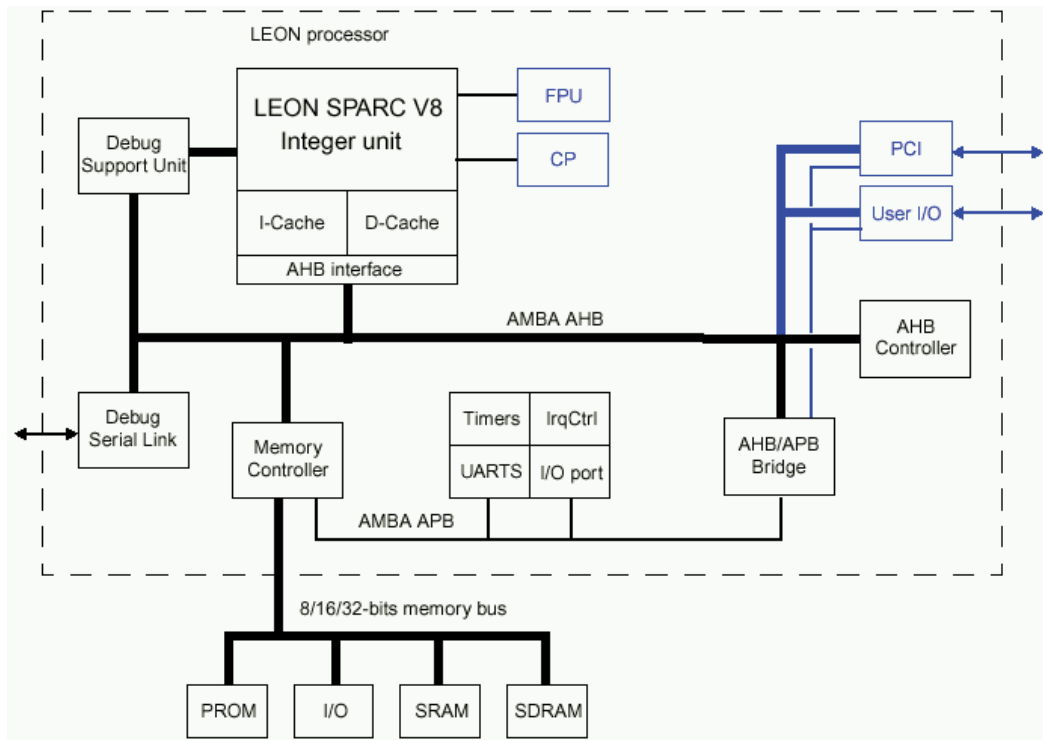 LEON processor
LEON SPARC V8
Integer unit
FPU
CP
Debug
Support Unit
PCI
User I/O
I-Cache
D-Cache
AHB interface
AMBA AHB
AHB
Controller
Debug
Serial Link
Memory
Controller
Timers
IrqCtrl
UARTS
I/O port
AHB/APB
Bridge
AMBA APB
8/16/32-bits memory bus
PROM
I/O
SRAM
SDRAM